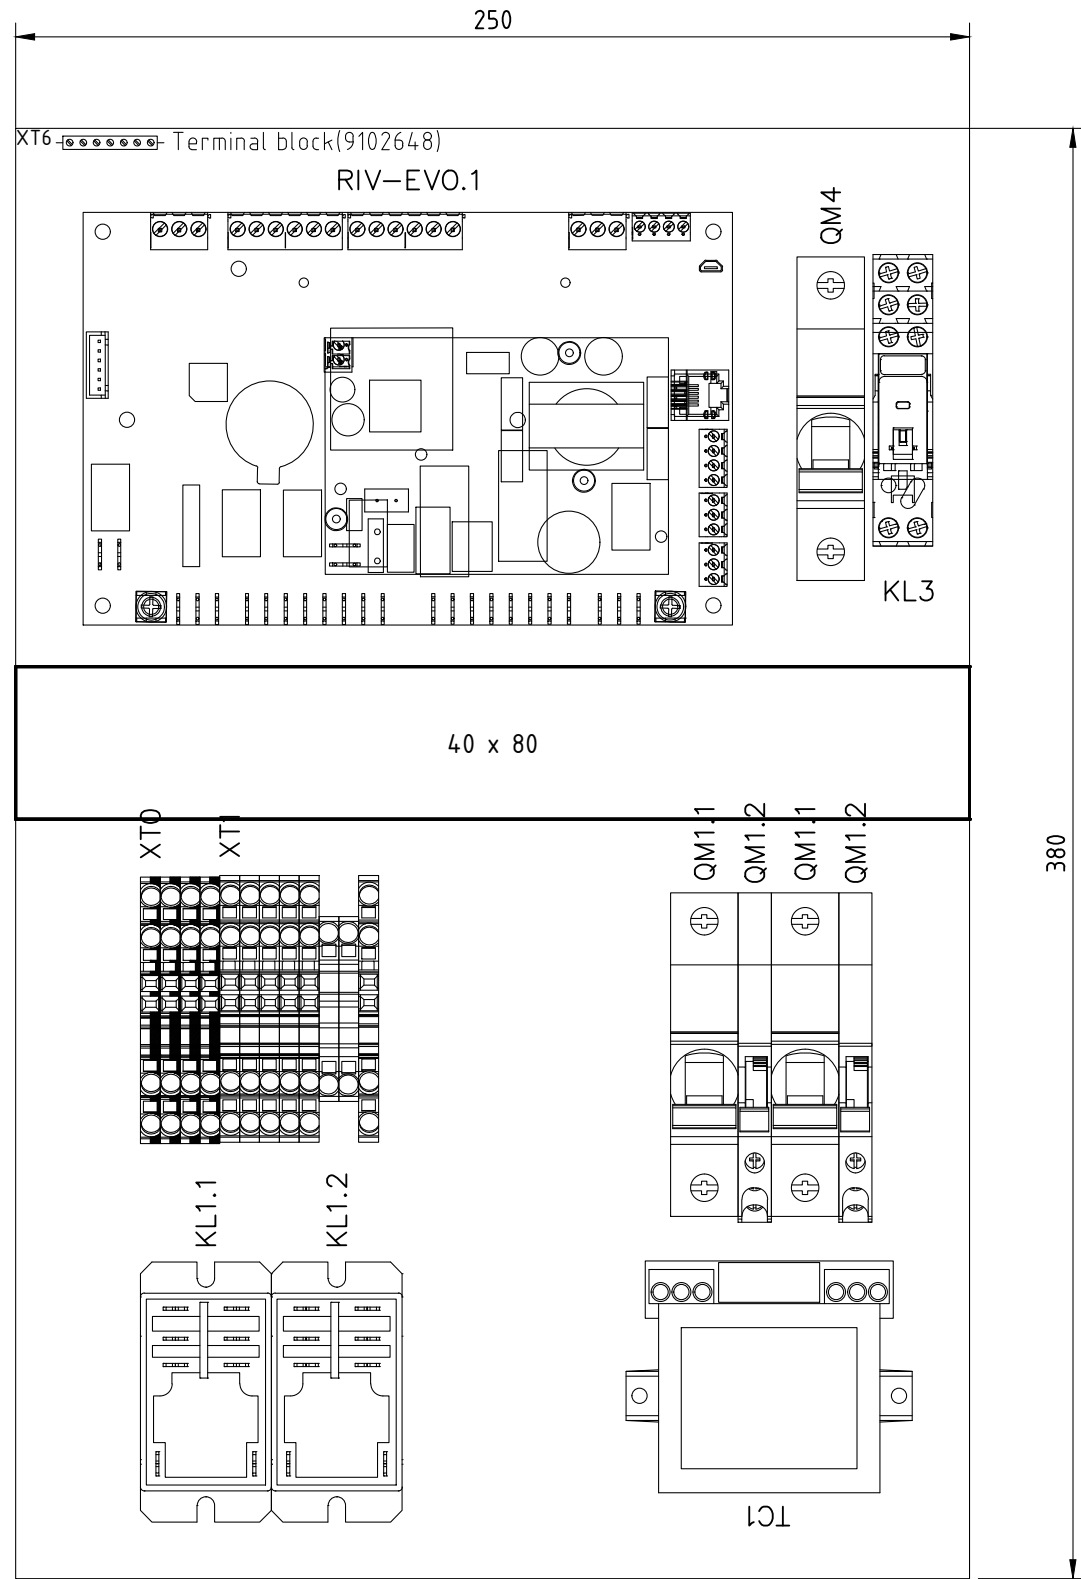 250
XT6
Terminal block(9102648)
RIV-EVO.1
QM4
KL3
40 x 80
380
XT0
XT1
QM1.1
QM1.2
QM1.1
QM1.2
KL1.1
KL1.2
TC1